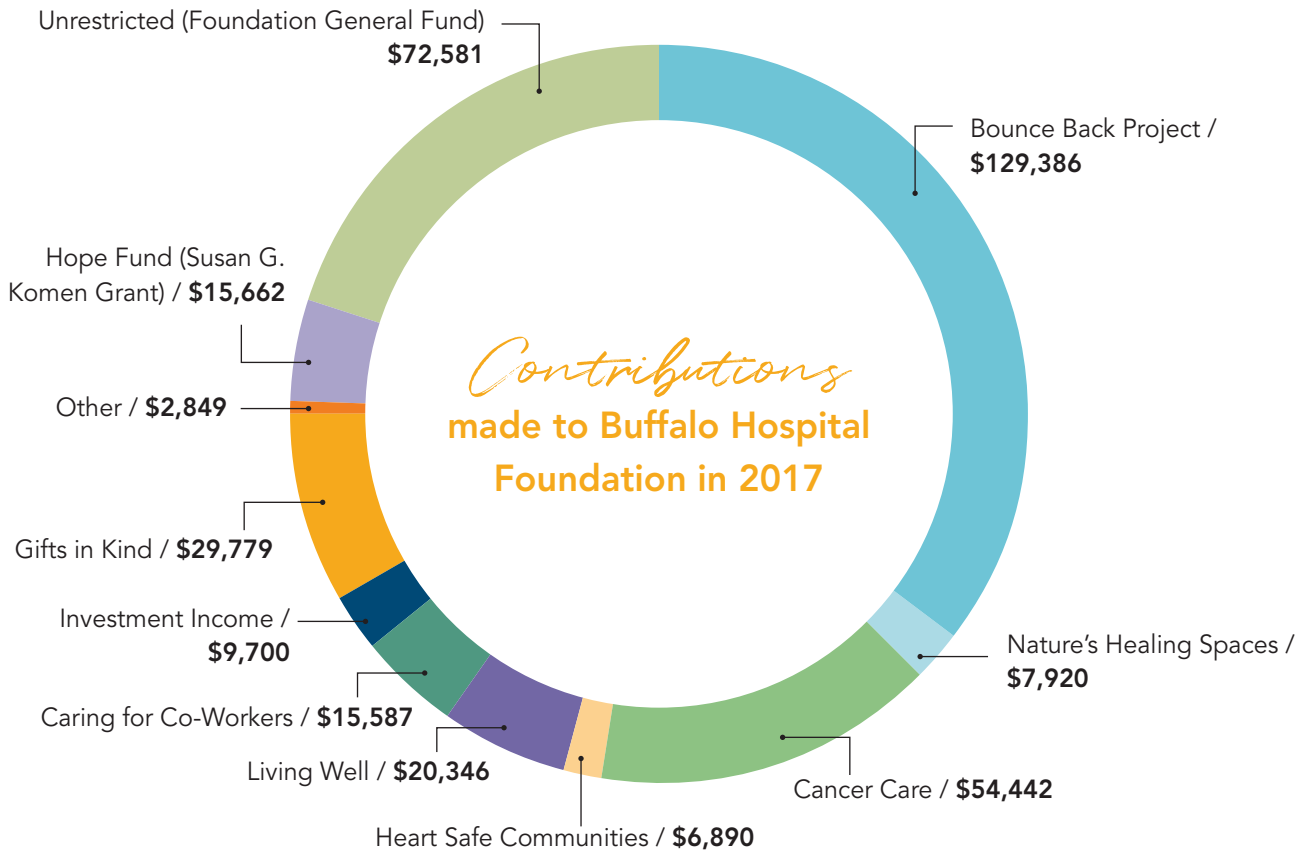 Unrestricted (Foundation General Fund)
$72,581
Bounce Back Project /
$129,386
Hope Fund (Susan G.
Komen Grant) / $15,662
Other / $2,849
Contributions
made to Buffalo Hospital
Foundation in 2017
Gifts in Kind / $29,779
Investment Income /
$9,700
Nature’s Healing Spaces /
$7,920
Caring for Co-Workers / $15,587
Living Well / $20,346
Cancer Care / $54,442
Heart Safe Communities / $6,890